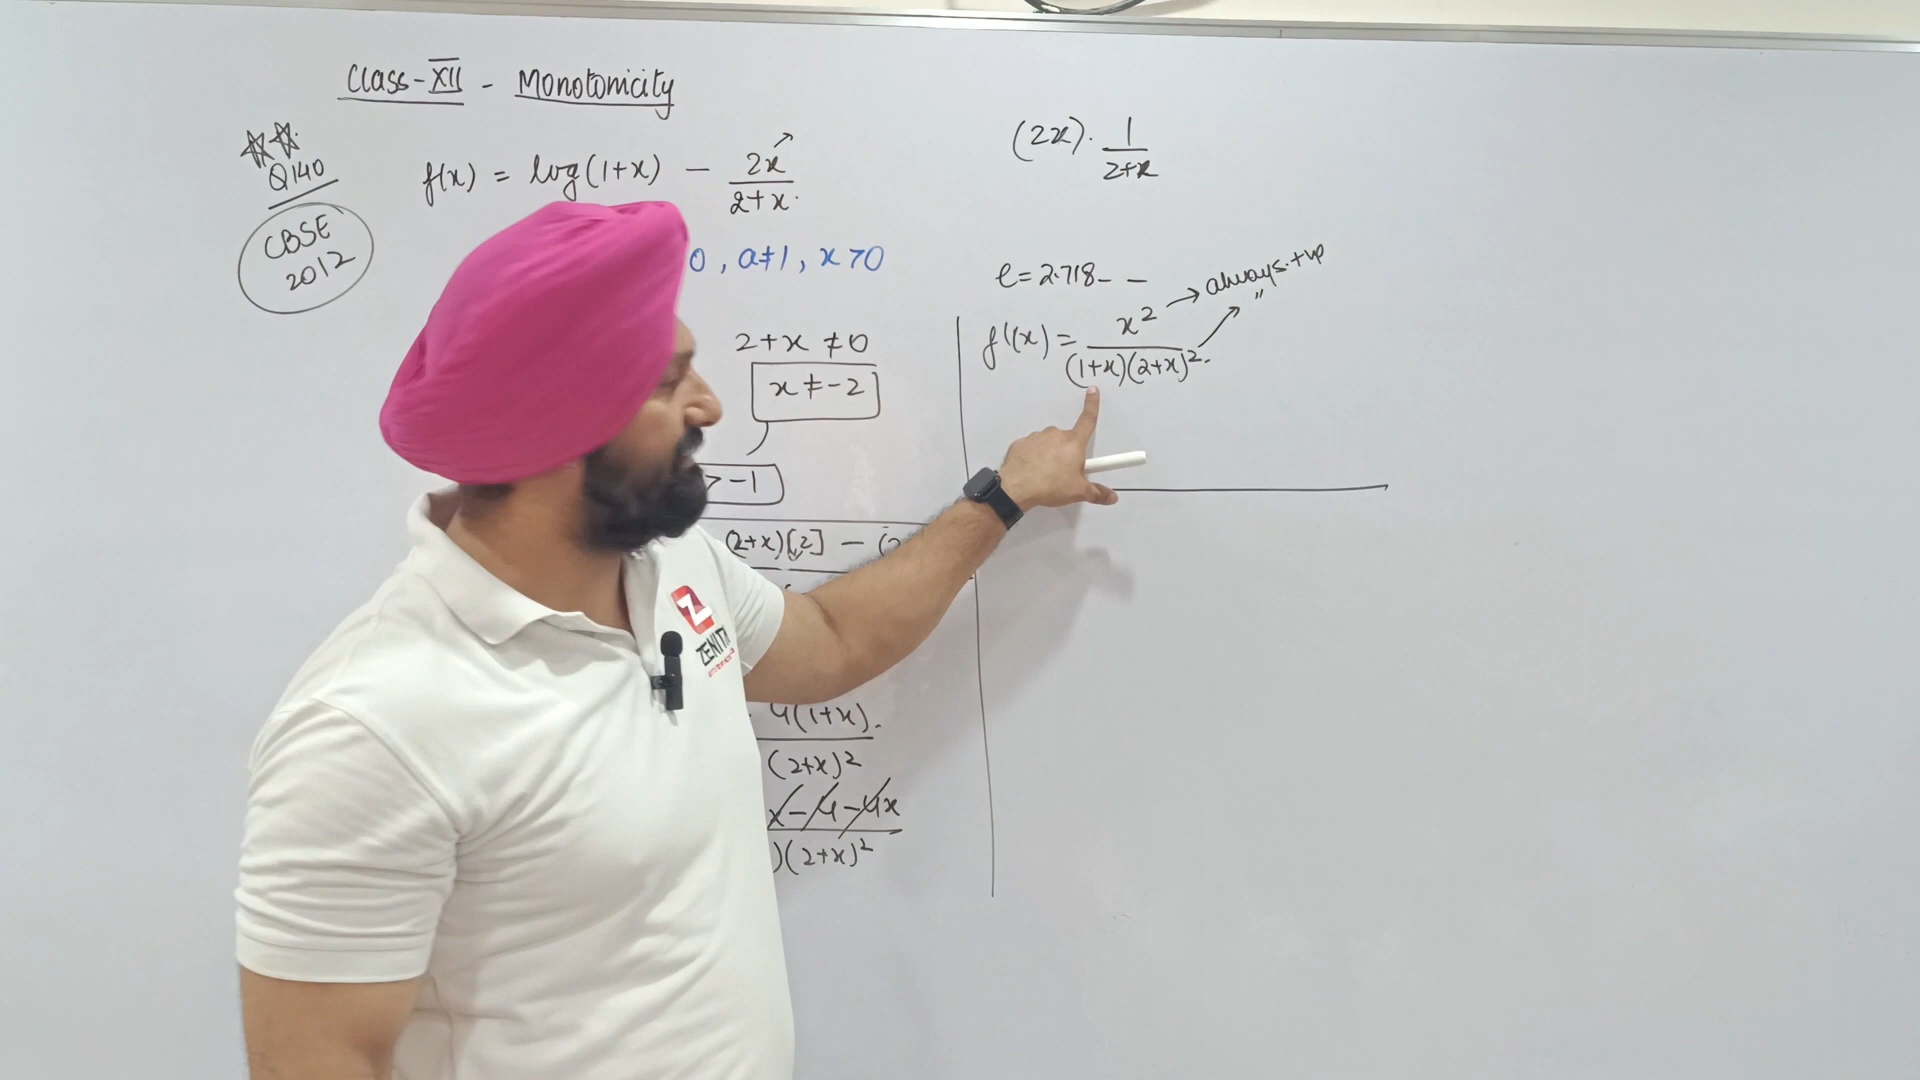 Class-XII - Monotonicity
Q140
CBSE
2012
f(x) = log(1+x) - 2x
2+x.
0, a≠1, x>0
2+x ≠0
x≠-2
> -1
(2+x)[2] - (2
4(1+x).
(2+x)2
x-4-4x
)(2+x)2
(2x). 1
2+x
e=2.718- -
f'(x) = x2 → always +ve
(1+x)(2+x)2. "
Z
ZENITH